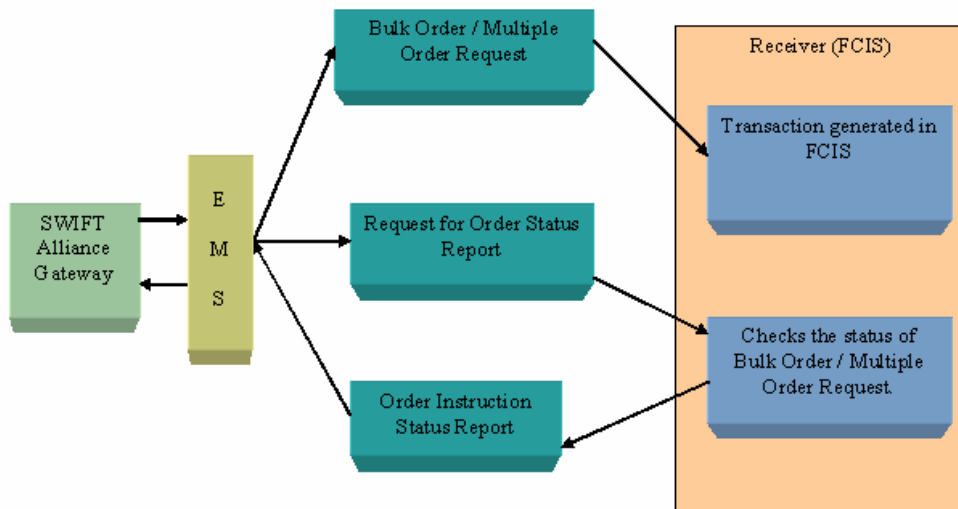 Bulk Order / Multiple
Order Request
Receiver (FCIS)
Transaction generated in
FCIS
E
M
S
SWIFT
Alliance
Gateway
Request for Order Status
Report
Checks the status of
Bulk Order / Multiple
Order Request.
Order Instruction
Status Report